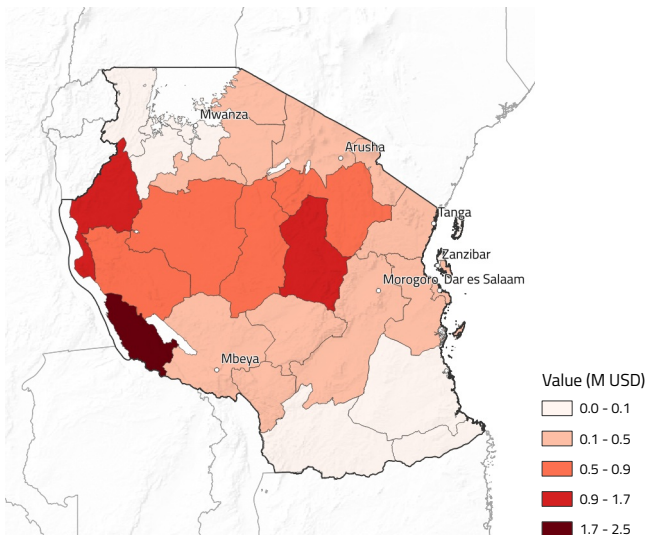 Mwanza
Arusha
Tanga
Zanzibar
Morogoro
Dar es Salaam
Mbeya
Value (M USD)
0.0 - 0.1
0.1 - 0.5
0.5 - 0.9
0.9 - 1.7
1.7 - 2.5